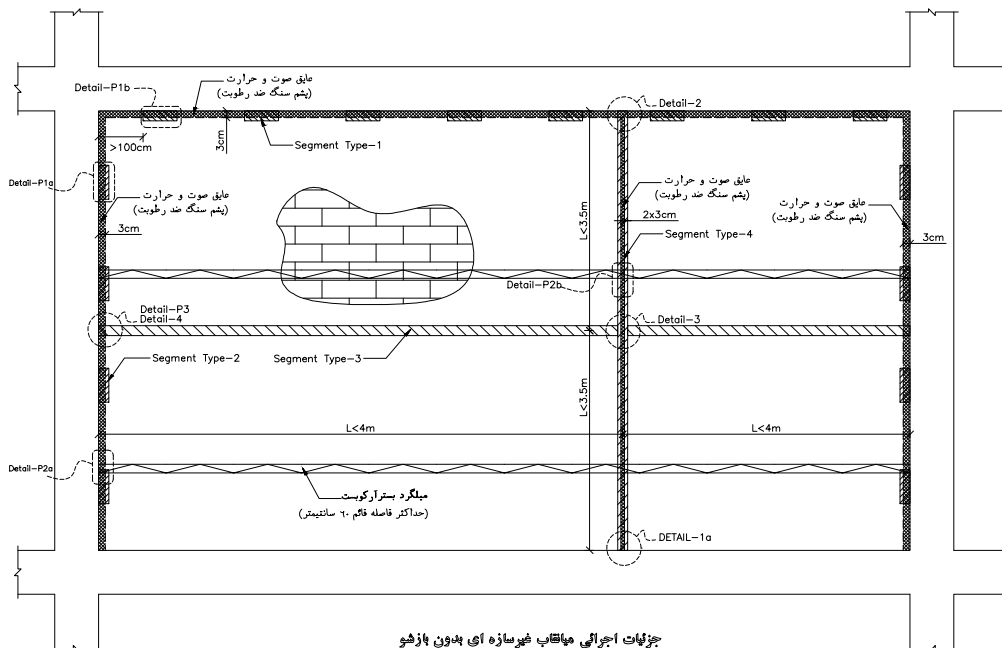 Detail-P1b
عایق صوت و حرارت
(پشم سنگ ضد رطوبت)
Detail-2
>100cm
3cm
Segment Type-1
Detail-P1a
عایق صوت و حرارت
(پشم سنگ ضد رطوبت)
3cm
L<3.5m
عایق صوت و حرارت
(پشم سنگ ضد رطوبت)
2x3cm
Segment Type-4
عایق صوت و حرارت
(پشم سنگ ضد رطوبت)
3cm
Detail-P2b
Detail-P3
Detail-4
Detail-3
Segment Type-2
Segment Type-3
L<3.5m
L<4m
L<4m
Detail-P2a
میلگرد بسترآرکوبست
(حداکثر فاصله قائم ٦٠ سانتیمتر)
DETAIL-1a
جزئیات اجرائی میانقاب غیرسازه ای بدون بازشو